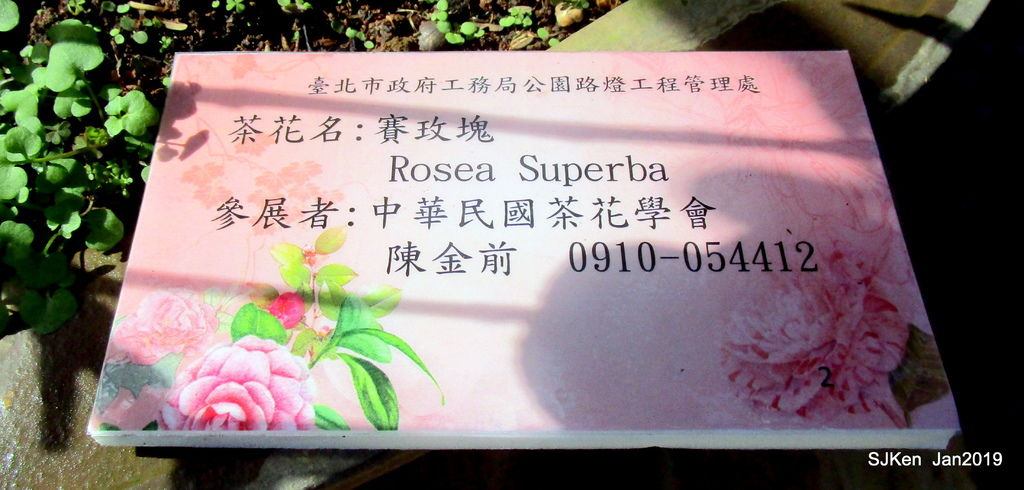 臺北市政府工務局公園路燈工程管理處
茶花名:賽玫塊
Rosea Superba
參展者:中華民國茶花學會
陳金前 0910-054412
2
SJKen Jan2019